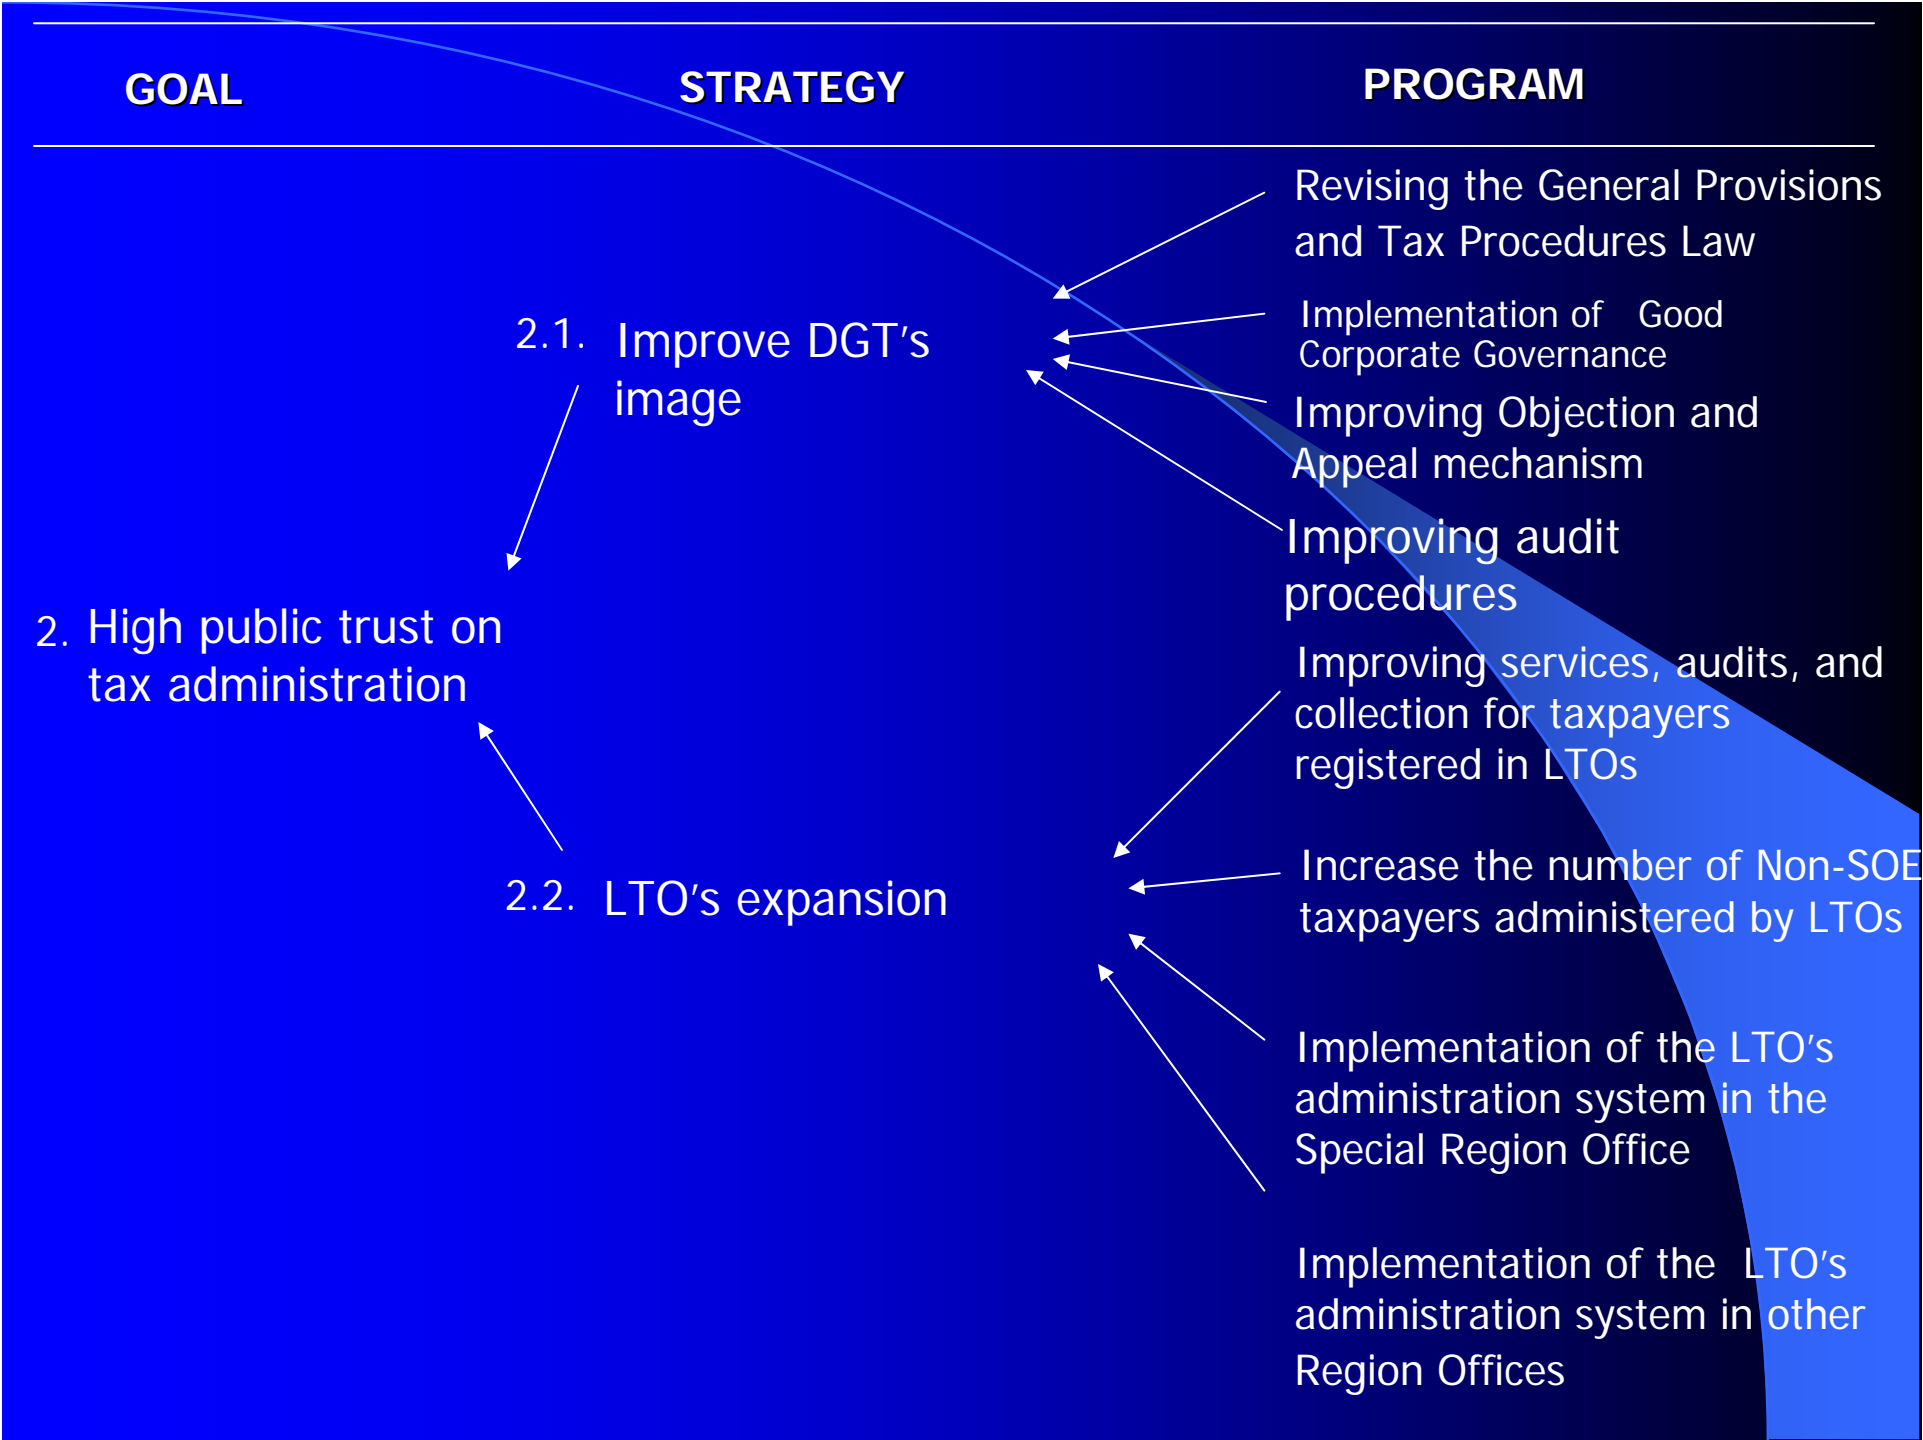 GOAL STRATEGY PROGRAM
Revising the General Provisions
and Tax Procedures Law
Implementation of Good
Corporate Governance
Improving Objection and
Appeal mechanism
Improving audit
procedures
2.1. Improve DGT’s
image
2. High public trust on
tax administration
Improving services, audits, and
collection for taxpayers
registered in LTOs
2.2. LTO’s expansion
Increase the number of Non-SOE
taxpayers administered by LTOs
Implementation of the LTO’s
administration system in the
Special Region Office
Implementation of the LTO’s
administration system in other
Region Offices